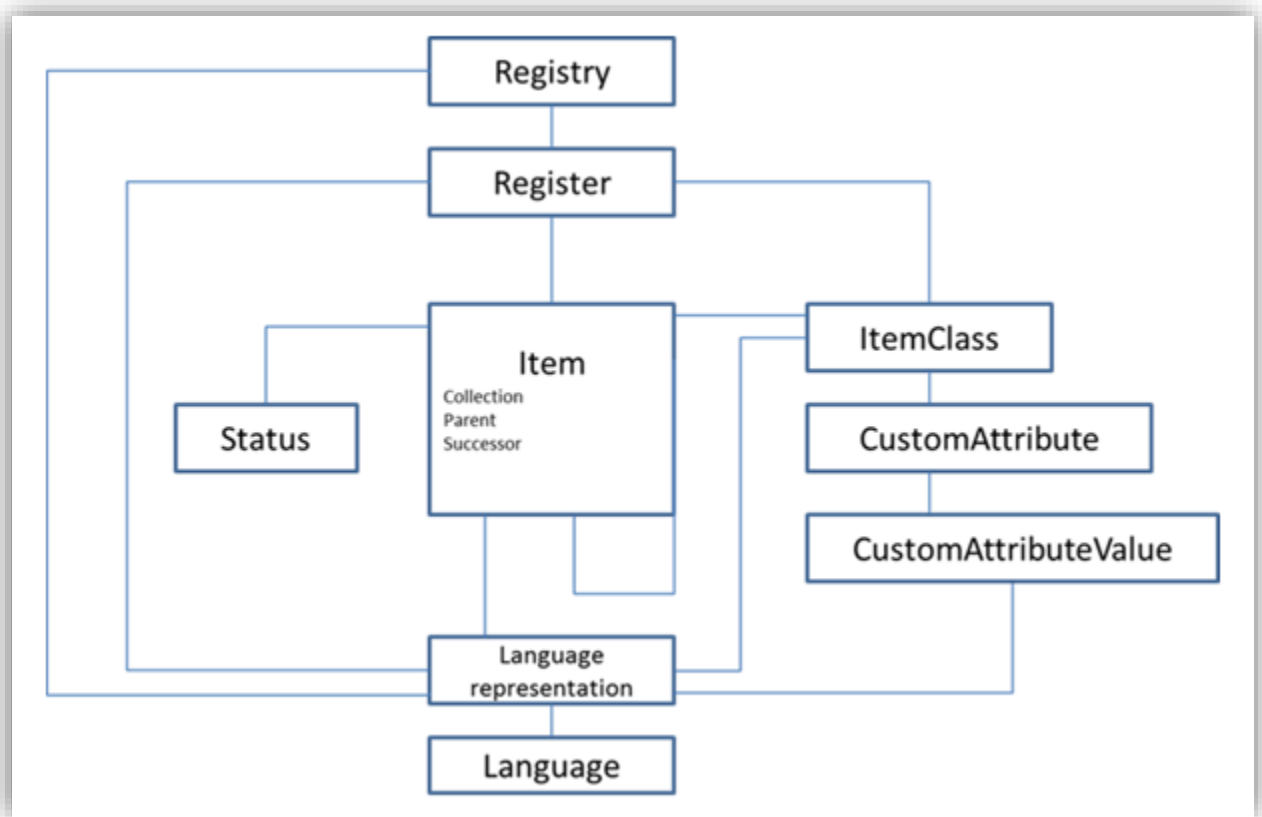 Registry
Register
Item
Collection
Parent
Successor
ItemClass
Status
CustomAttribute
CustomAttributeValue
Language
representation
Language